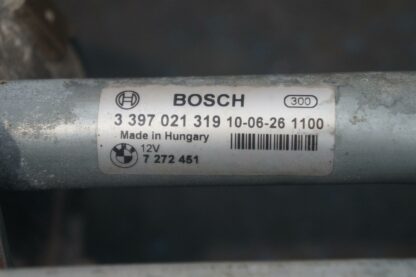 BOSCH 300
3 397 021 319 10-06-26 1100
Made in Hungary
12V
7 272 451